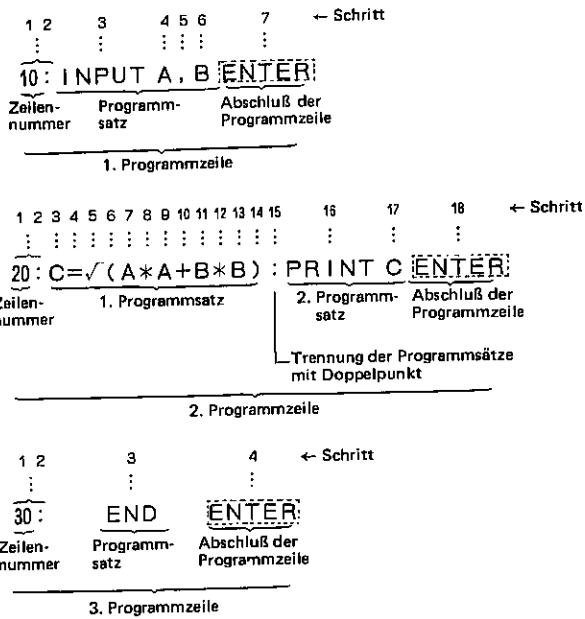 1 2 3 4 5 6 7 ← Schritt
10: INPUT A, B ENTER
Zeilen- Programm- Abschluß der
nummer satz Programmzeile
1. Programmzeile
1 2 3 4 5 6 7 8 9 10 11 12 13 14 15 16 17 18 ← Schritt
20: C=√(A*A+B*B) : PRINT C ENTER
Zeilen- 1. Programmsatz 2. Programm- Abschluß der
nummer satz Programmzeile
Trennung der Programmsätze
mit Doppelpunkt
2. Programmzeile
1 2 3 4 ← Schritt
30: END ENTER
Zeilen- Programm- Abschluß der
nummer satz Programmzeile
3. Programmzeile